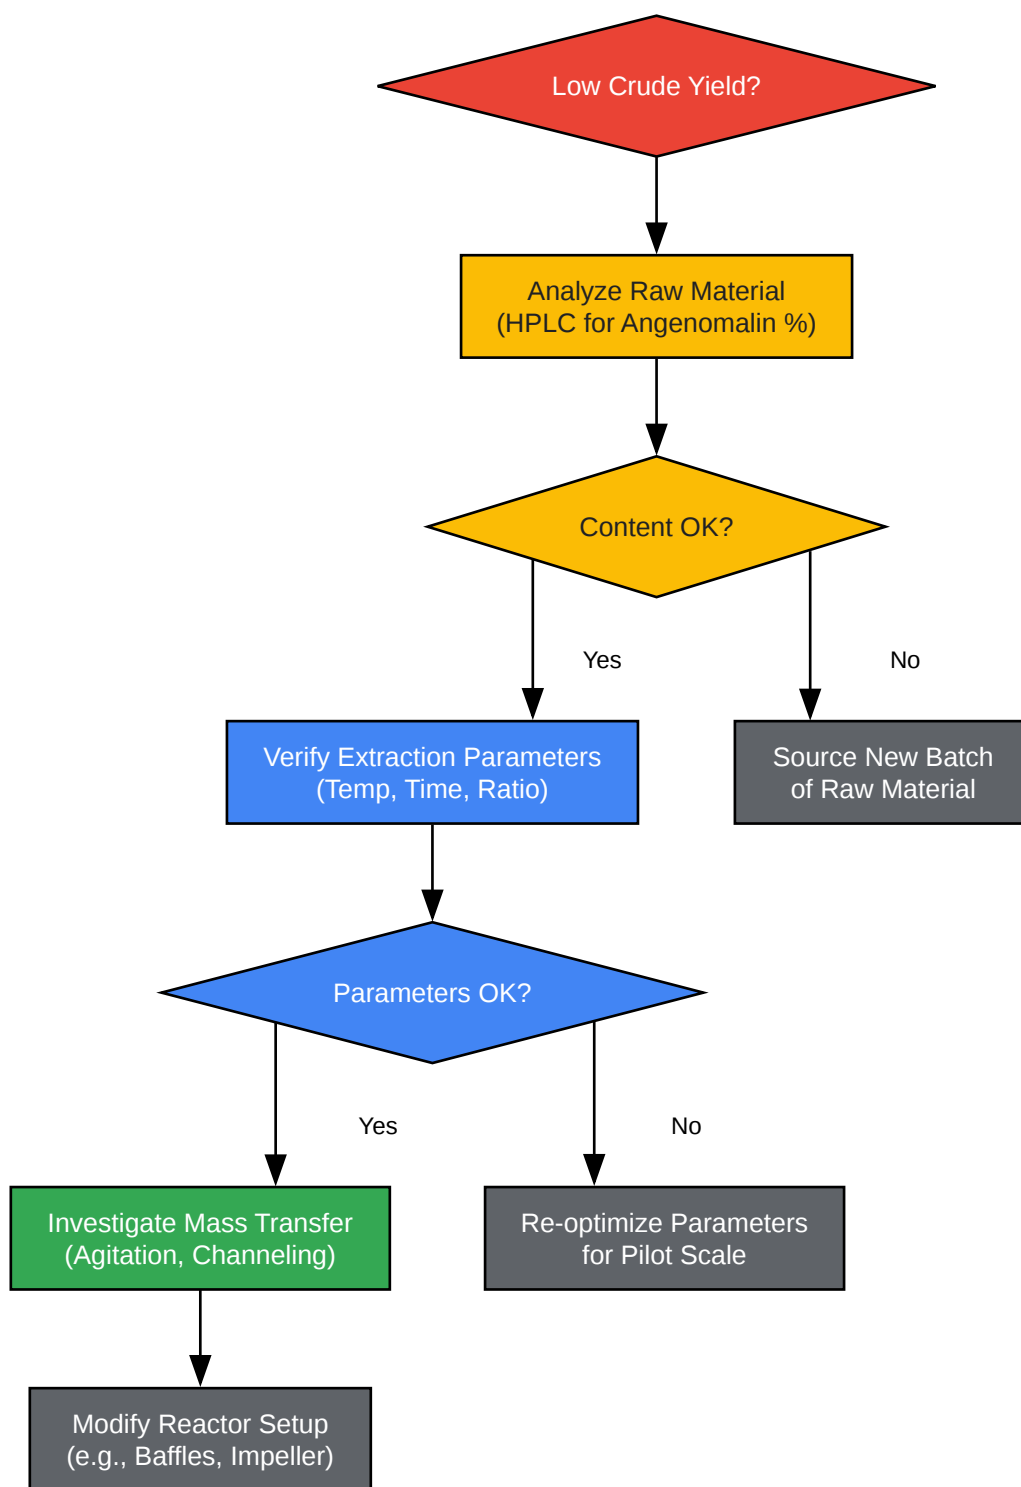 Low Crude Yield?
Analyze Raw Material
(HPLC for Angenomalin %)
Content OK?
Yes
No
Verify Extraction Parameters
(Temp, Time, Ratio)
Source New Batch
of Raw Material
Parameters OK?
Yes
No
Investigate Mass Transfer
(Agitation, Channeling)
Re-optimize Parameters
for Pilot Scale
Modify Reactor Setup
(e.g., Baffles, Impeller)